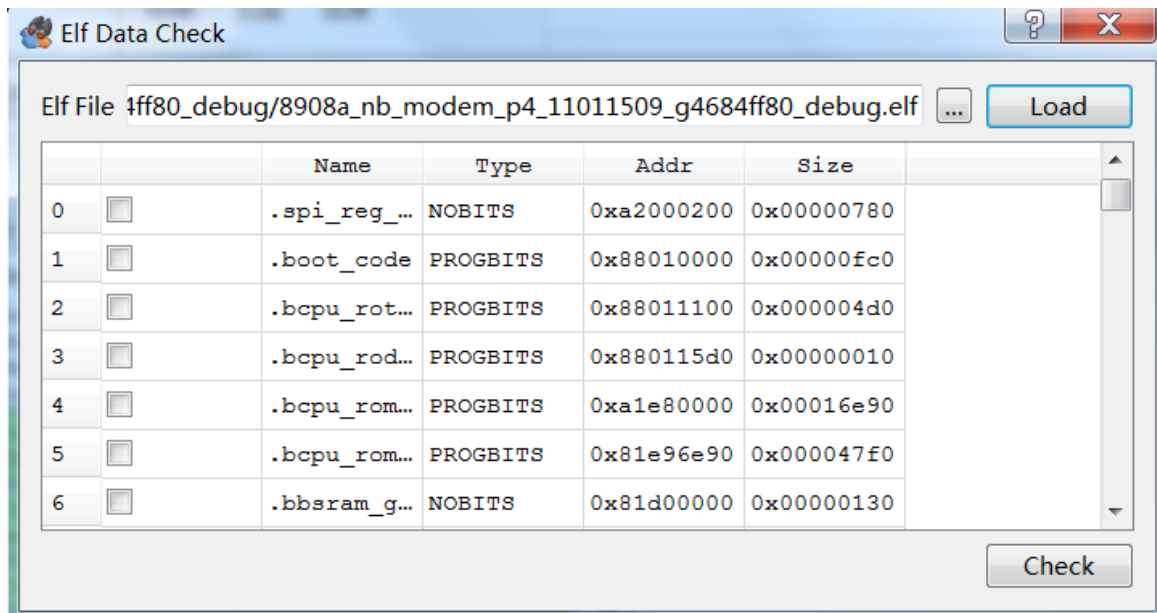 Elf Data Check
Elf File 4ff80_debug/8908a_nb_modem_p4_11011509_g4684ff80_debug.elf ... Load
Name Type Addr Size
0 .spi_reg_... NOBITS 0xa2000200 0x00000780
1 .boot_code PROGBITS 0x88010000 0x00000fc0
2 .bcpu_rot... PROGBITS 0x88011100 0x000004d0
3 .bcpu_rod... PROGBITS 0x880115d0 0x00000010
4 .bcpu_rom... PROGBITS 0xa1e80000 0x00016e90
5 .bcpu_rom... PROGBITS 0x81e96e90 0x000047f0
6 .bbsram_g... NOBITS 0x81d00000 0x00000130
Check